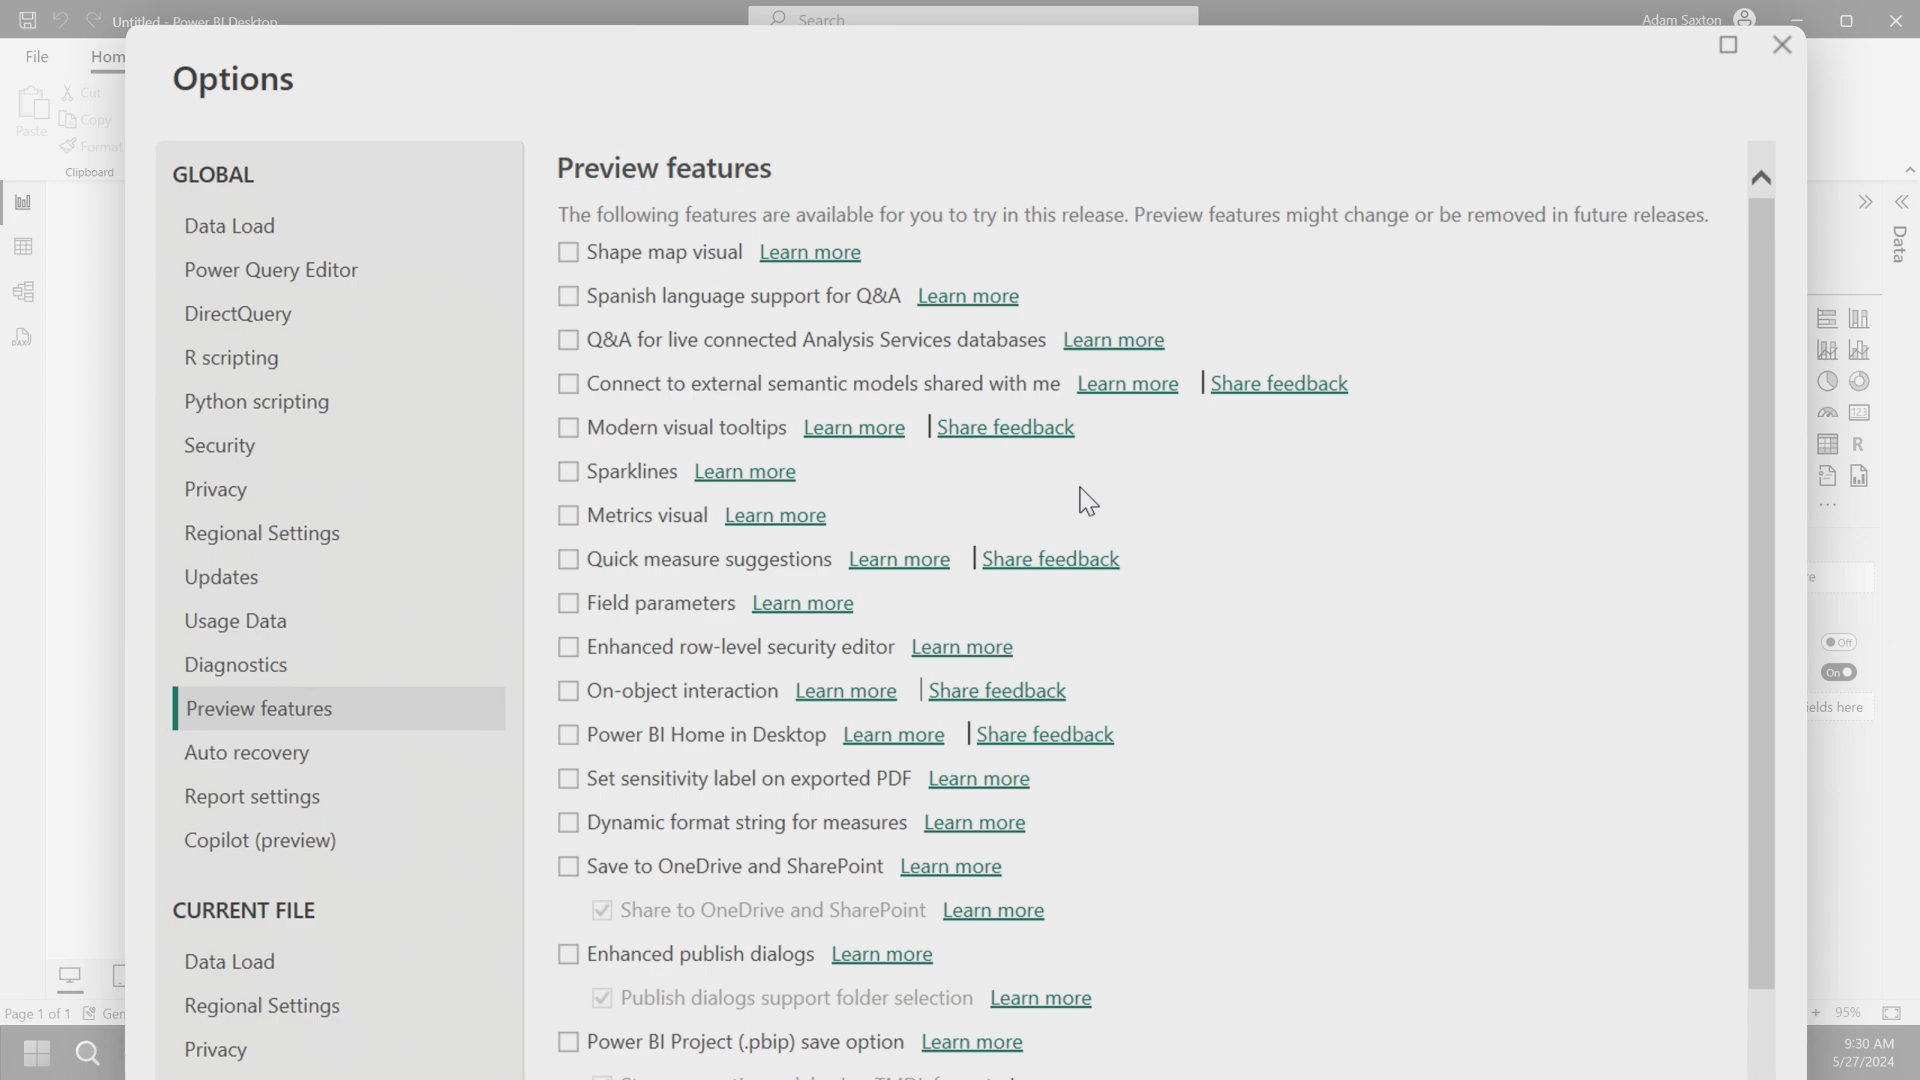 Untitled - Power BI Desktop
Search
Adam Saxton
File
Hom
Paste
Cut
Copy
Format
Clipboard
Options
GLOBAL
Data Load
Power Query Editor
DirectQuery
R scripting
Python scripting
Security
Privacy
Regional Settings
Updates
Usage Data
Diagnostics
Preview features
Auto recovery
Report settings
Copilot (preview)
CURRENT FILE
Data Load
Regional Settings
Privacy
Preview features
The following features are available for you to try in this release. Preview features might change or be removed in future releases.
Shape map visual Learn more
Spanish language support for Q&A Learn more
Q&A for live connected Analysis Services databases Learn more
Connect to external semantic models shared with me Learn more | Share feedback
Modern visual tooltips Learn more | Share feedback
Sparklines Learn more
Metrics visual Learn more
Quick measure suggestions Learn more | Share feedback
Field parameters Learn more
Enhanced row-level security editor Learn more
On-object interaction Learn more | Share feedback
Power BI Home in Desktop Learn more | Share feedback
Set sensitivity label on exported PDF Learn more
Dynamic format string for measures Learn more
Save to OneDrive and SharePoint Learn more
Share to OneDrive and SharePoint Learn more
Enhanced publish dialogs Learn more
Publish dialogs support folder selection Learn more
Power BI Project (.pbip) save option Learn more
Data
123
R
Off
On
ields here
Page 1 of 1
Gen
+ 95%
9:30 AM
5/27/2024